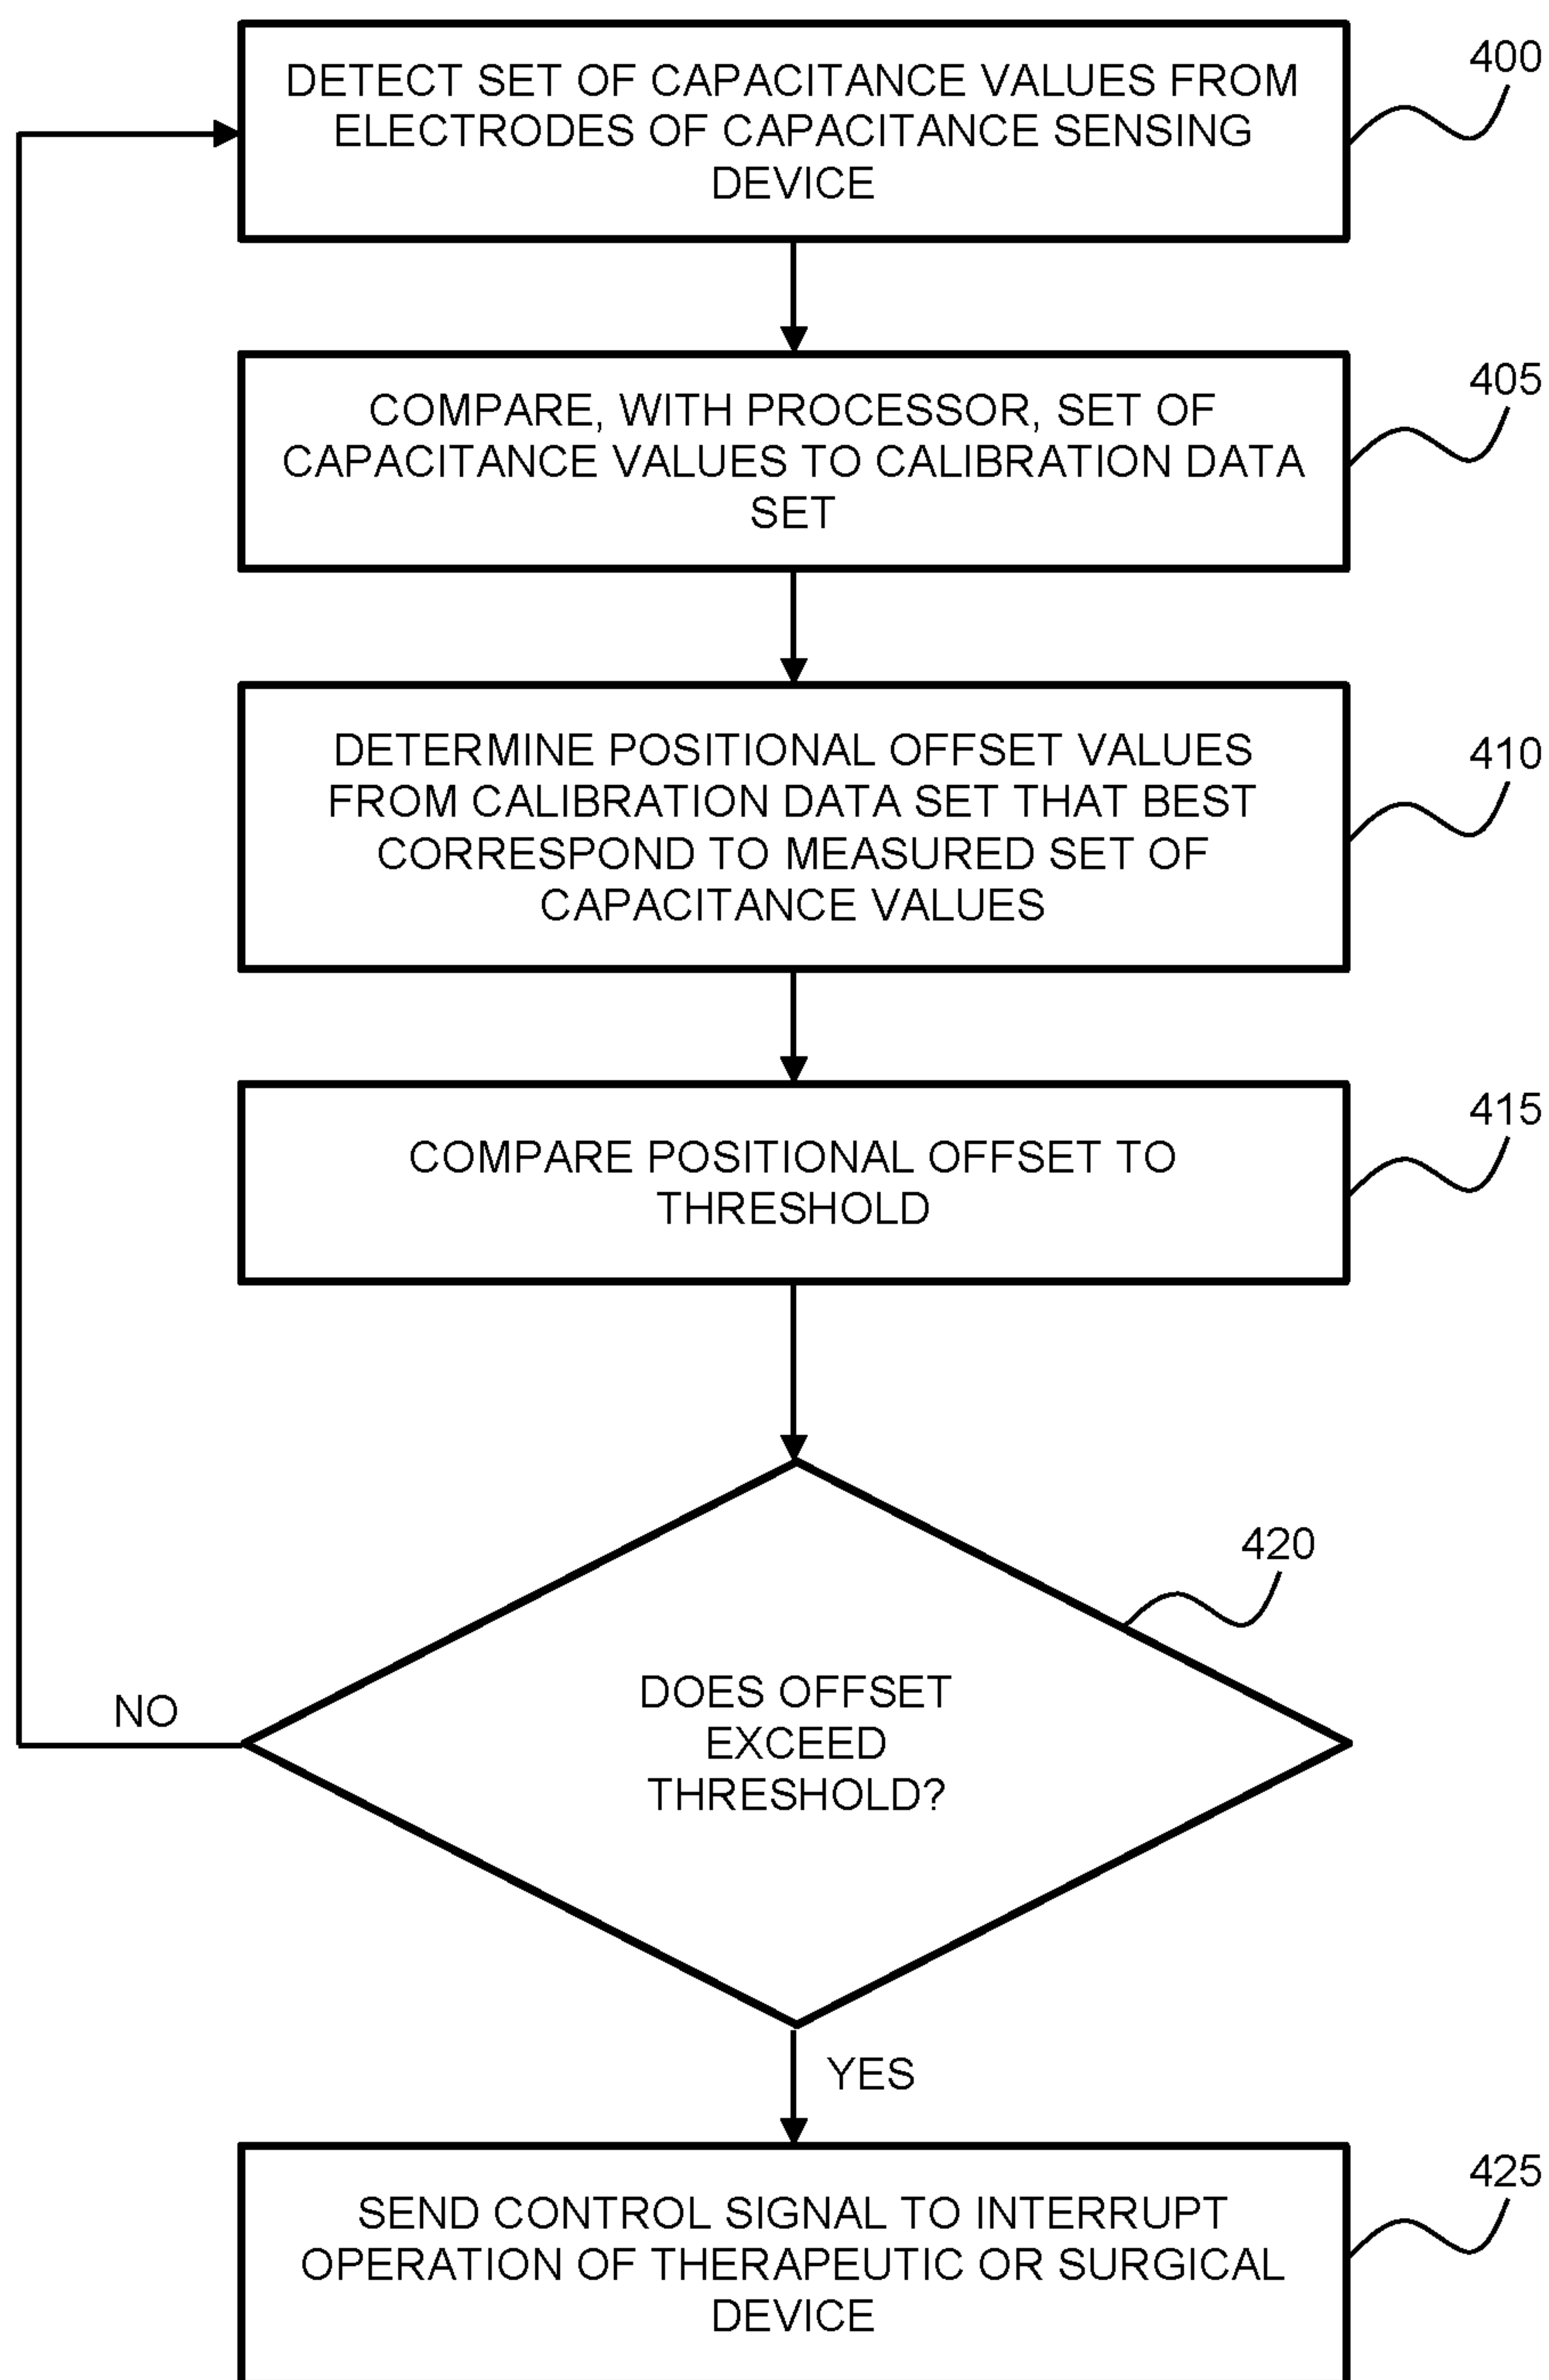 400
DETECT SET OF CAPACITANCE VALUES FROM
ELECTRODES OF CAPACITANCE SENSING
DEVICE
405
COMPARE, WITH PROCESSOR, SET OF
CAPACITANCE VALUES TO CALIBRATION DATA
SET
410
DETERMINE POSITIONAL OFFSET VALUES
FROM CALIBRATION DATA SET THAT BEST
CORRESPOND TO MEASURED SET OF
CAPACITANCE VALUES
415
COMPARE POSITIONAL OFFSET TO
THRESHOLD
420
DOES OFFSET
EXCEED
THRESHOLD?
NO
YES
425
SEND CONTROL SIGNAL TO INTERRUPT
OPERATION OF THERAPEUTIC OR SURGICAL
DEVICE